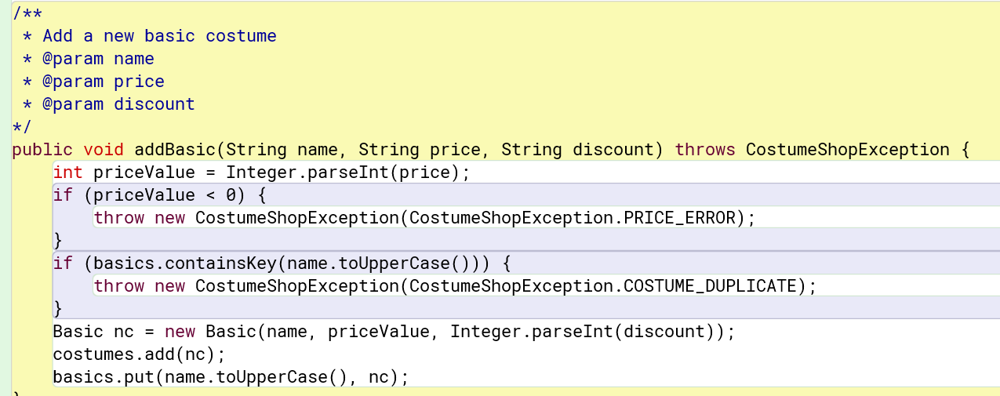 /**
 * Add a new basic costume
 * @param name
 * @param price
 * @param discount
*/
public void addBasic(String name, String price, String discount) throws CostumeShopException {
    int priceValue = Integer.parseInt(price);
    if (priceValue < 0) {
        throw new CostumeShopException(CostumeShopException.PRICE_ERROR);
    }
    if (basics.containsKey(name.toUpperCase())) {
        throw new CostumeShopException(CostumeShopException.COSTUME_DUPLICATE);
    }
    Basic nc = new Basic(name, priceValue, Integer.parseInt(discount));
    costumes.add(nc);
    basics.put(name.toUpperCase(), nc);
}